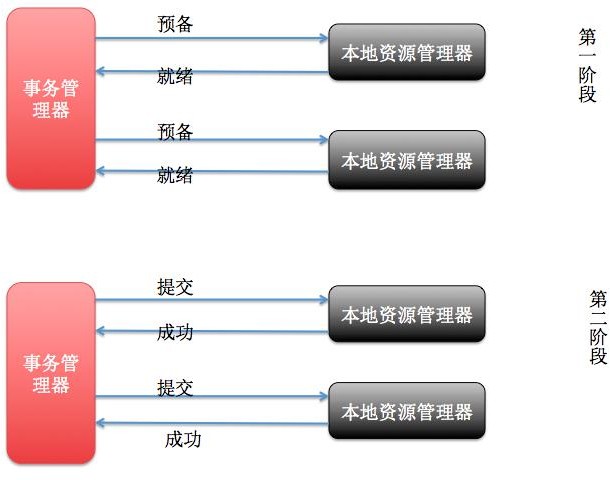 预备
就绪
事务管
理器
本地资源管理器
预备
就绪
本地资源管理器
第一阶段
提交
成功
事务管
理器
本地资源管理器
提交
成功
本地资源管理器
第二阶段